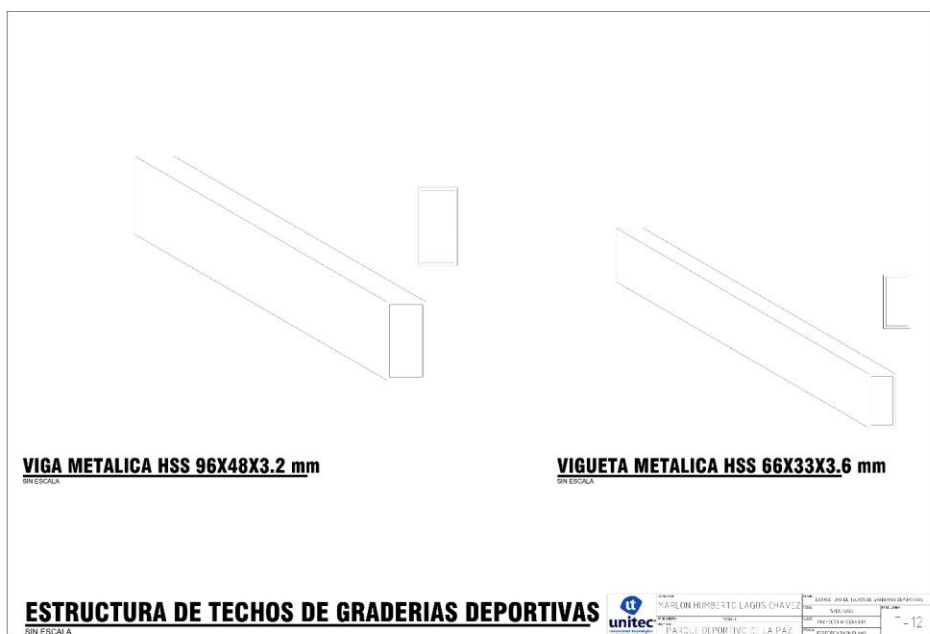 VIGA METALICA HSS 96X48X3.2 mm
SIN ESCALA
VIGUETA METALICA HSS 66X33X3.6 mm
SIN ESCALA
ESTRUCTURA DE TECHOS DE GRADERIAS DEPORTIVAS
SIN ESCALA
ut
unitec
MARLON HUMBERTO LAGOS CHAVEZ
PARQUE DEPORTIVO DE LA PAZ
-12